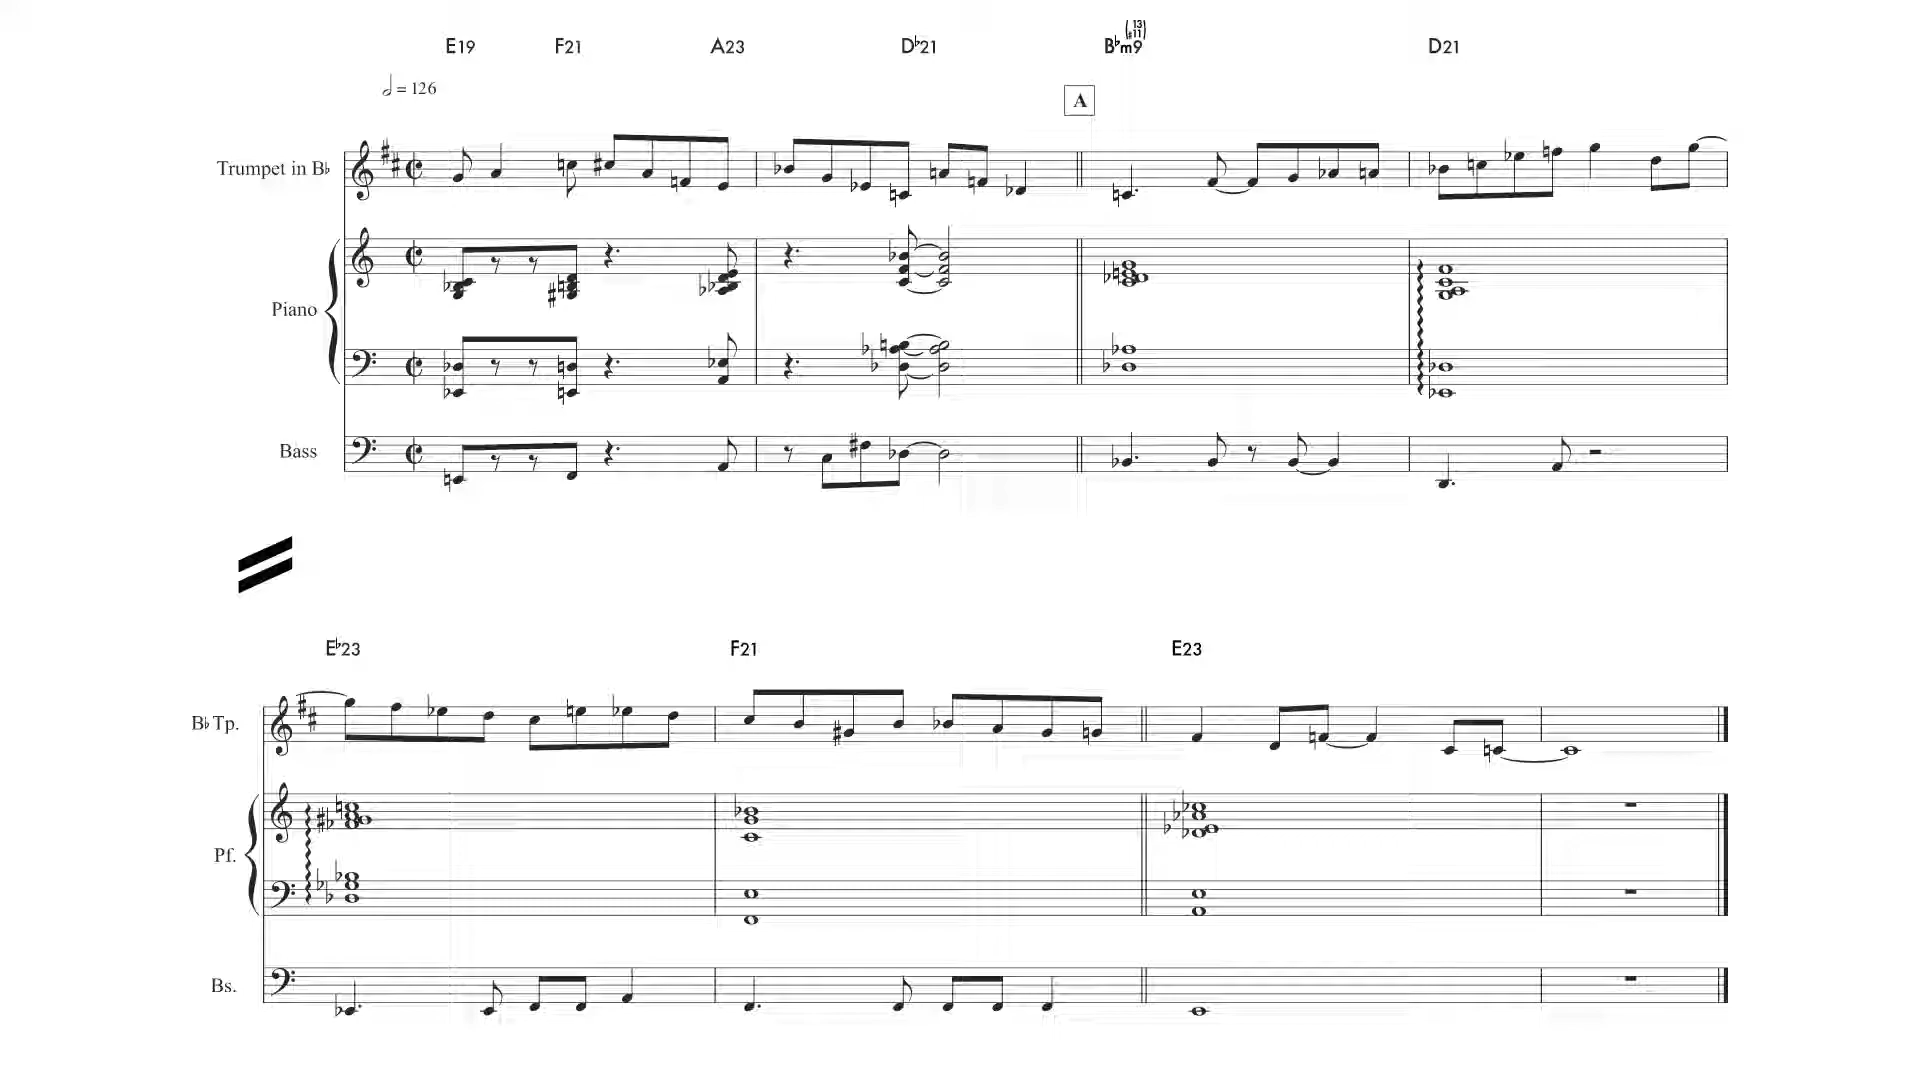 E19 F21 A23 D♭21 B♭m9(13 ♯11) D21
𝅗𝅥 = 126
A
Trumpet in B♭
Piano
Bass
E♭23 F21 E23
B♭ Tp.
Pf.
Bs.